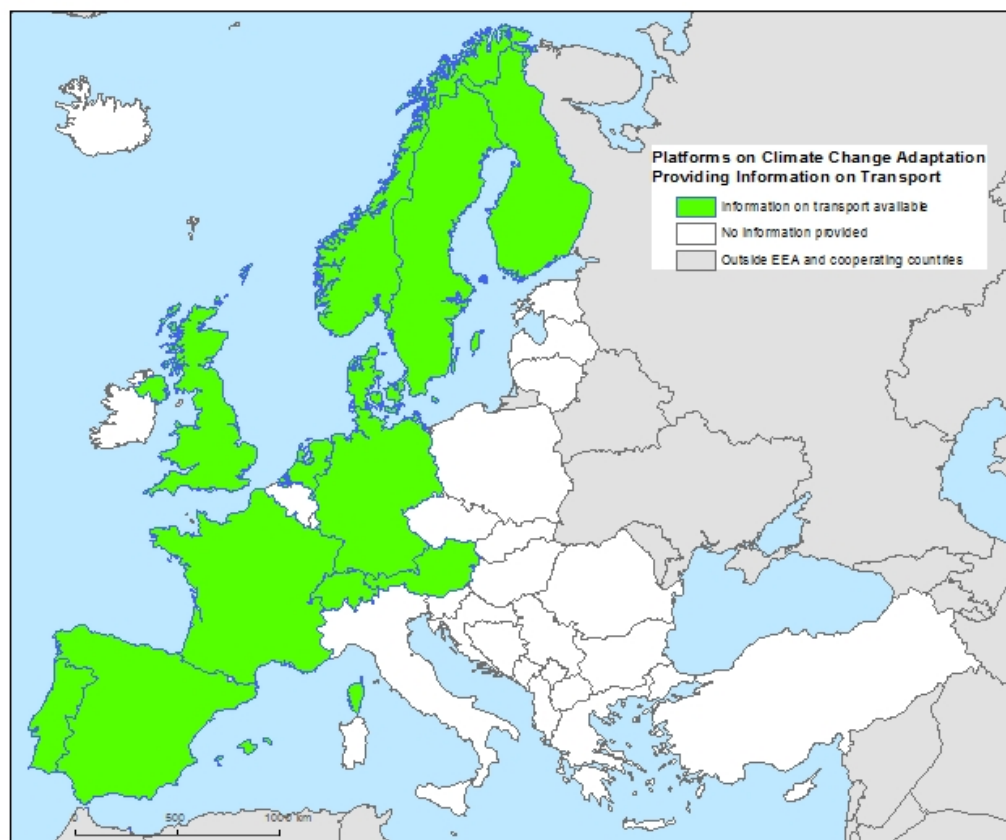 Platforms on Climate Change Adaptation
Providing Information on Transport
Information on transport available
No information provided
Outside EEA and cooperating countries
0 500 1000 km